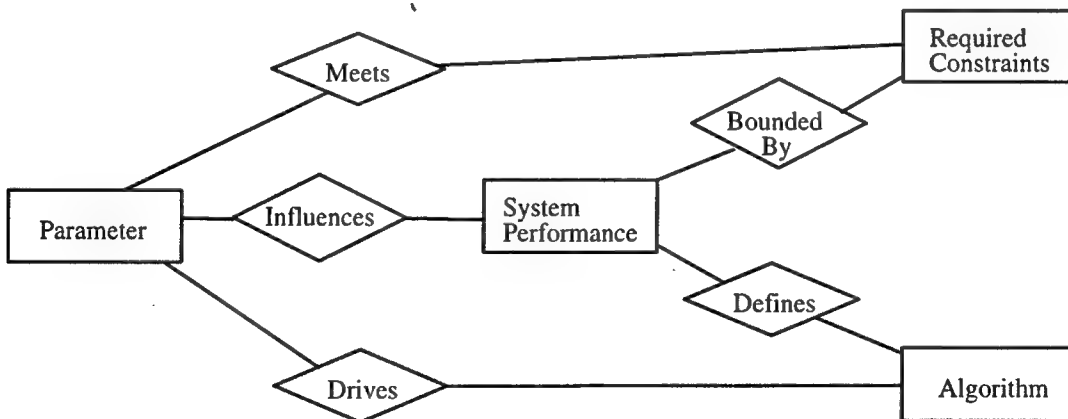 Required
Constraints
Meets
Bounded
By
Parameter
Influences
System
Performance
Defines
Drives
Algorithm